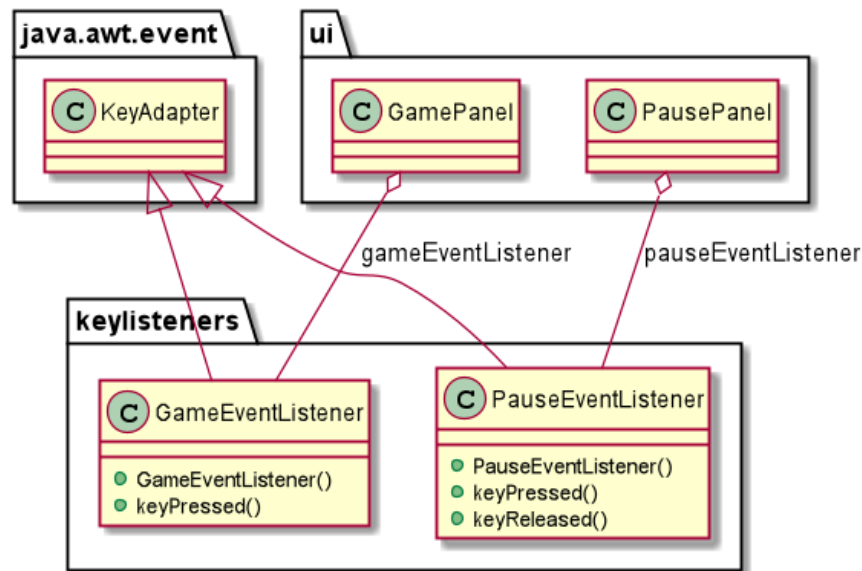 java.awt.event
ui
C KeyAdapter
C GamePanel
C PausePanel
gameEventListener
pauseEventListener
keylisteners
C GameEventListener
GameEventListener()
keyPressed()
C PauseEventListener
PauseEventListener()
keyPressed()
keyReleased()